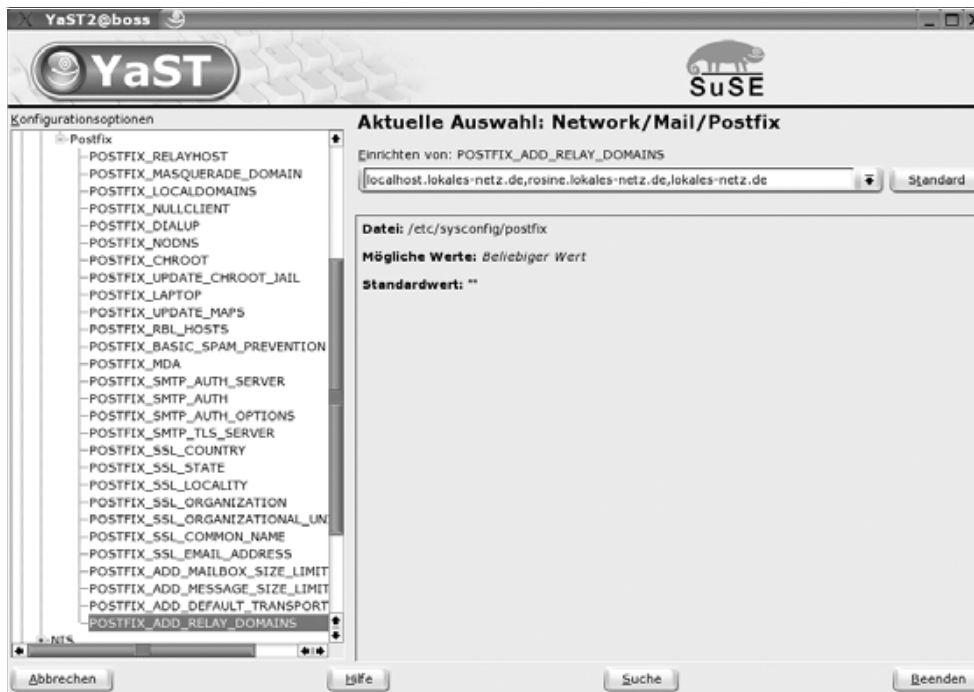 YaST2@boss
YaST
SuSE
Konfigurationsoptionen
Postfix
POSTFIX_RELAYHOST
POSTFIX_MASQUERADE_DOMAIN
POSTFIX_LOCALDOMAINS
POSTFIX_NULLCLIENT
POSTFIX_DIALUP
POSTFIX_NODNS
POSTFIX_CHROOT
POSTFIX_UPDATE_CHROOT_JAIL
POSTFIX_LAPTOP
POSTFIX_UPDATE_MAPS
POSTFIX_RBL_HOSTS
POSTFIX_BASIC_SPAM_PREVENTION
POSTFIX_MDA
POSTFIX_SMTP_AUTH_SERVER
POSTFIX_SMTP_AUTH
POSTFIX_SMTP_AUTH_OPTIONS
POSTFIX_SMTP_TLS_SERVER
POSTFIX_SSL_COUNTRY
POSTFIX_SSL_STATE
POSTFIX_SSL_LOCALITY
POSTFIX_SSL_ORGANIZATION
POSTFIX_SSL_ORGANIZATIONAL_UN
POSTFIX_SSL_COMMON_NAME
POSTFIX_SSL_EMAIL_ADDRESS
POSTFIX_ADD_MAILBOX_SIZE_LIMIT
POSTFIX_ADD_MESSAGE_SIZE_LIMIT
POSTFIX_ADD_DEFAULT_TRANSPORT
POSTFIX_ADD_RELAY_DOMAINS
NIS
Aktuelle Auswahl: Network/Mail/Postfix
Einrichten von: POSTFIX_ADD_RELAY_DOMAINS
localhost.lokales-netz.de,rosine.lokales-netz.de,lokales-netz.de
Standard
Datei: /etc/sysconfig/postfix
Mögliche Werte: Beliebiger Wert
Standardwert: ""
Abbrechen
Hilfe
Suche
Beenden